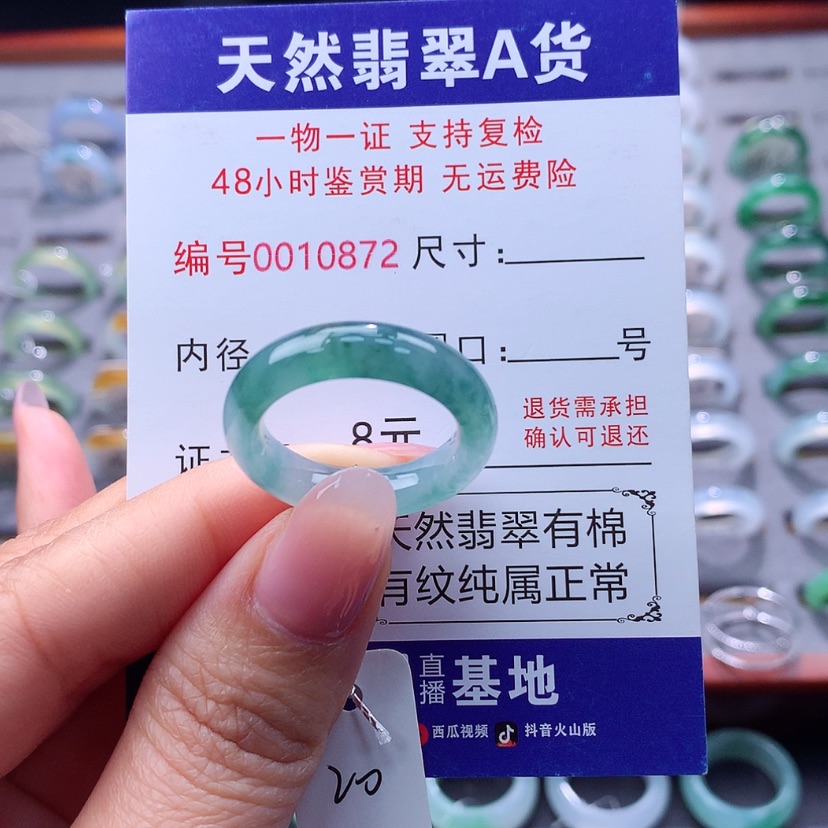 天然翡翠A货
一物一证 支持复检
48小时鉴赏期 无运费险
编号0010872 尺寸:
内径 口: 号
退货需承担
确认可退还
证 8元
天然翡翠有棉
有纹纯属正常
直播 基地
西瓜视频 抖音火山版
20